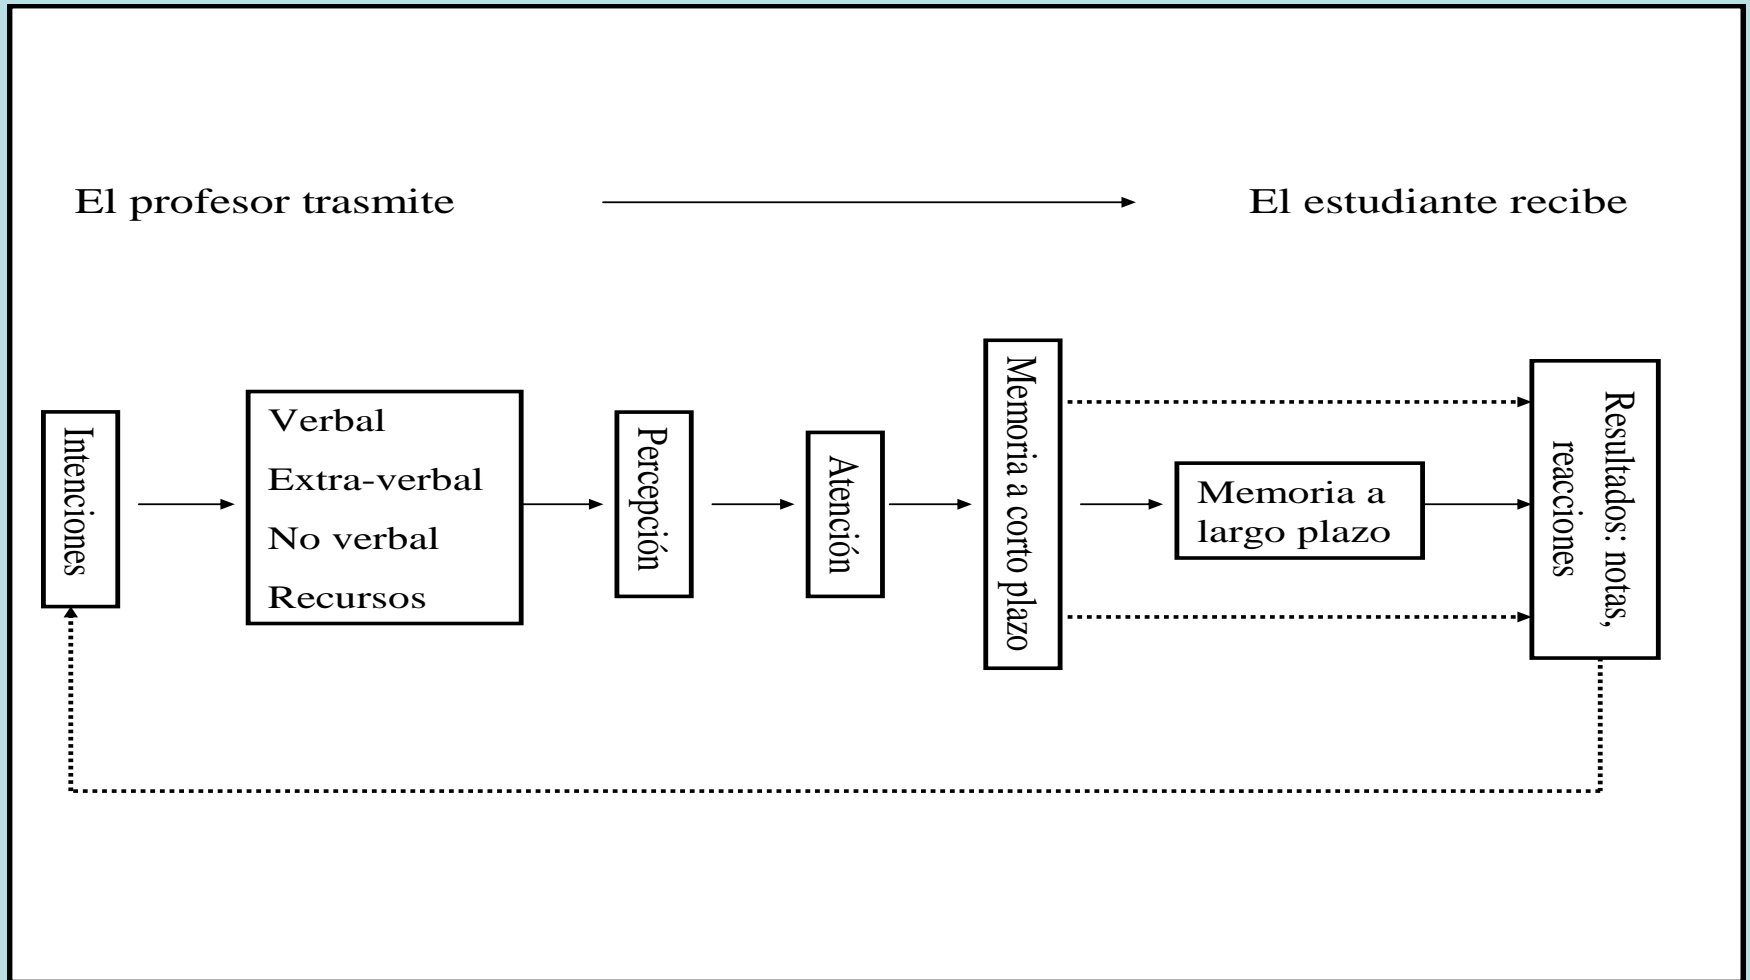 El profesor trasmite
El estudiante recibe
Intenciones
Verbal
Extra-verbal
No verbal
Recursos
Percepción
Atención
Memoria a corto plazo
Memoria a
largo plazo
Resultados: notas,
reacciones